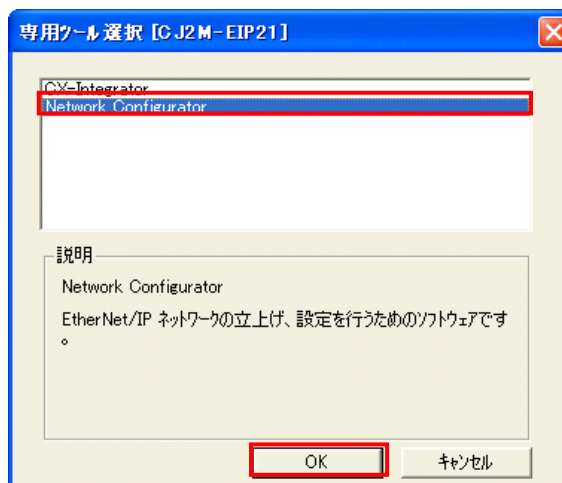 専用ツール選択 [CJ2M-EIP21]
CX-Integrator
Network Configurator
説明
Network Configurator
EtherNet/IP ネットワークの立上げ、設定を行うためのソフトウェアです
。
OK
キャンセル